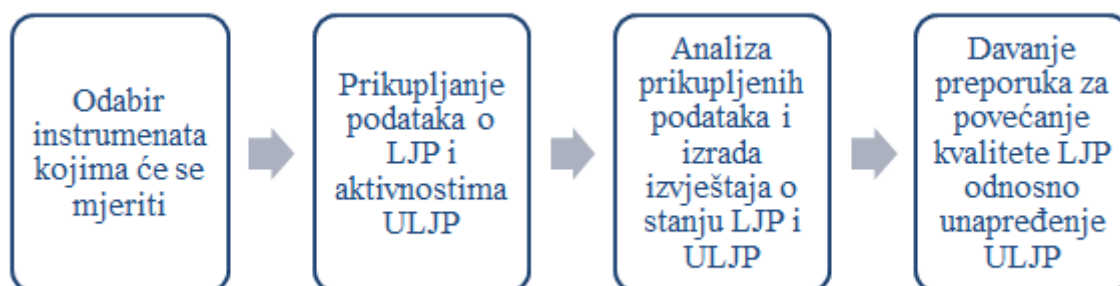 Odabir
instrumenata
kojima će se
mjeriti
Prikupljanje
podataka o
LJP i
aktivnostima
ULJP
Analiza
prikupljenih
podataka i
izrada
izvještaja o
stanju LJP i
ULJP
Davanje
preporuka za
povećanje
kvalitete LJP
odnosno
unapređenje
ULJP